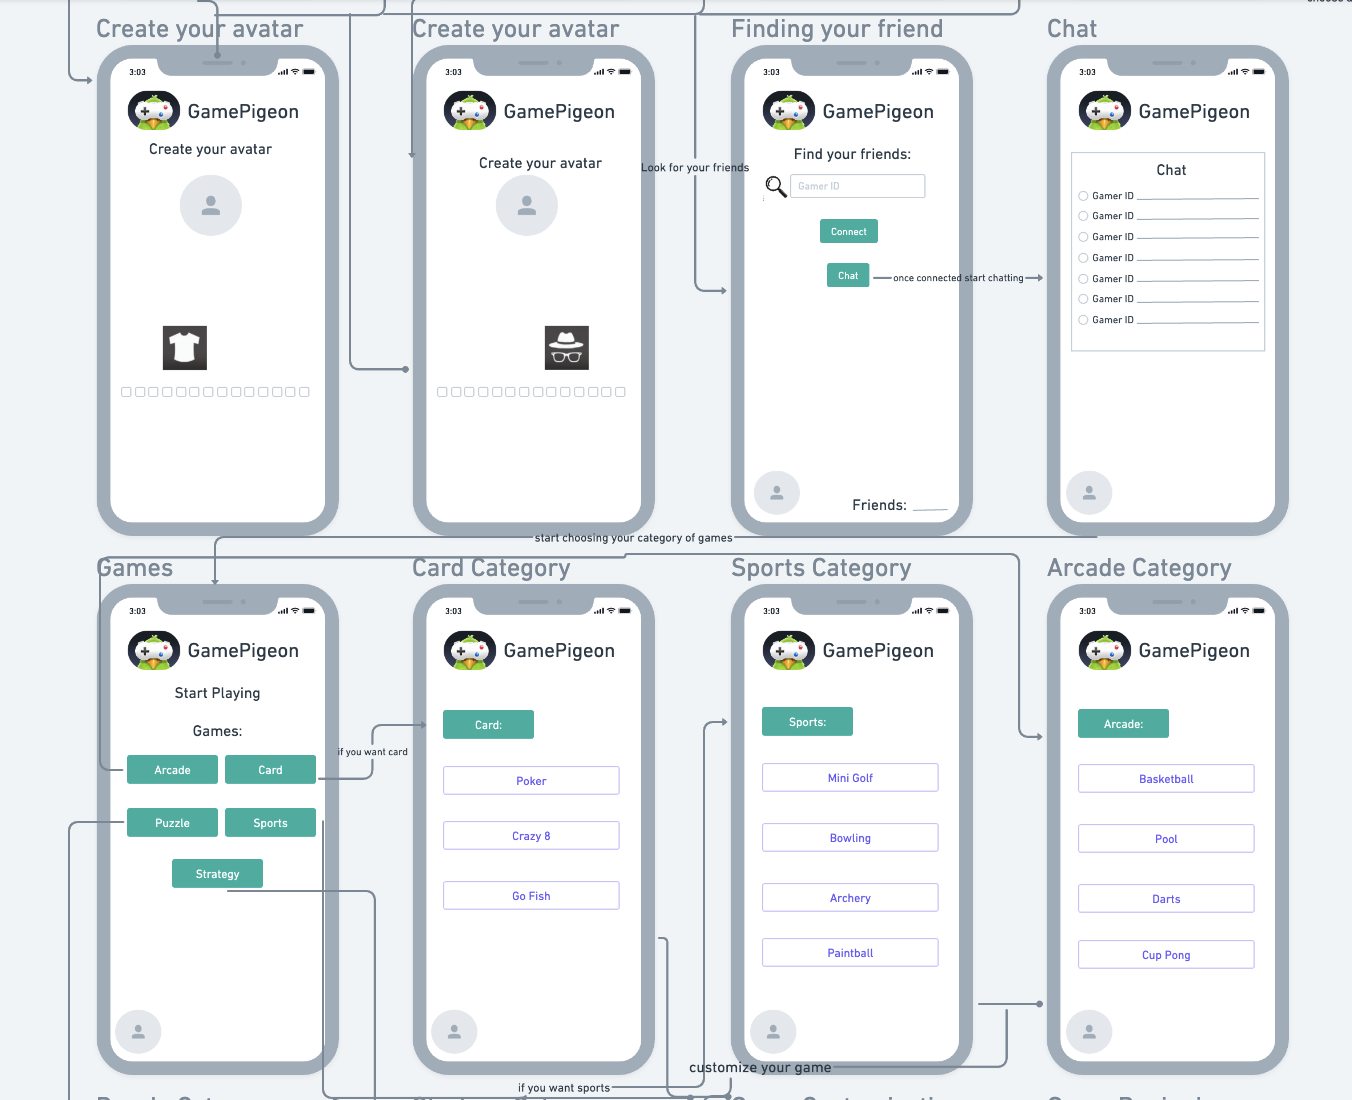 Create your avatar
Create your avatar
Finding your friend
Chat
3:03
3:03
3:03
3:03
GamePigeon
GamePigeon
GamePigeon
GamePigeon
Create your avatar
Create your avatar
Find your friends:
Look for your friends
Gamer ID
Connect
Chat
once connected start chatting
Friends:
Chat
Gamer ID
Gamer ID
Gamer ID
Gamer ID
Gamer ID
Gamer ID
Gamer ID
start choosing your category of games
Games
Card Category
Sports Category
Arcade Category
3:03
3:03
3:03
3:03
GamePigeon
GamePigeon
GamePigeon
GamePigeon
Start Playing
Games:
Arcade
Card
Puzzle
Sports
Strategy
if you want card
Card:
Poker
Crazy 8
Go Fish
Sports:
Mini Golf
Bowling
Archery
Paintball
Arcade:
Basketball
Pool
Darts
Cup Pong
customize your game
if you want sports